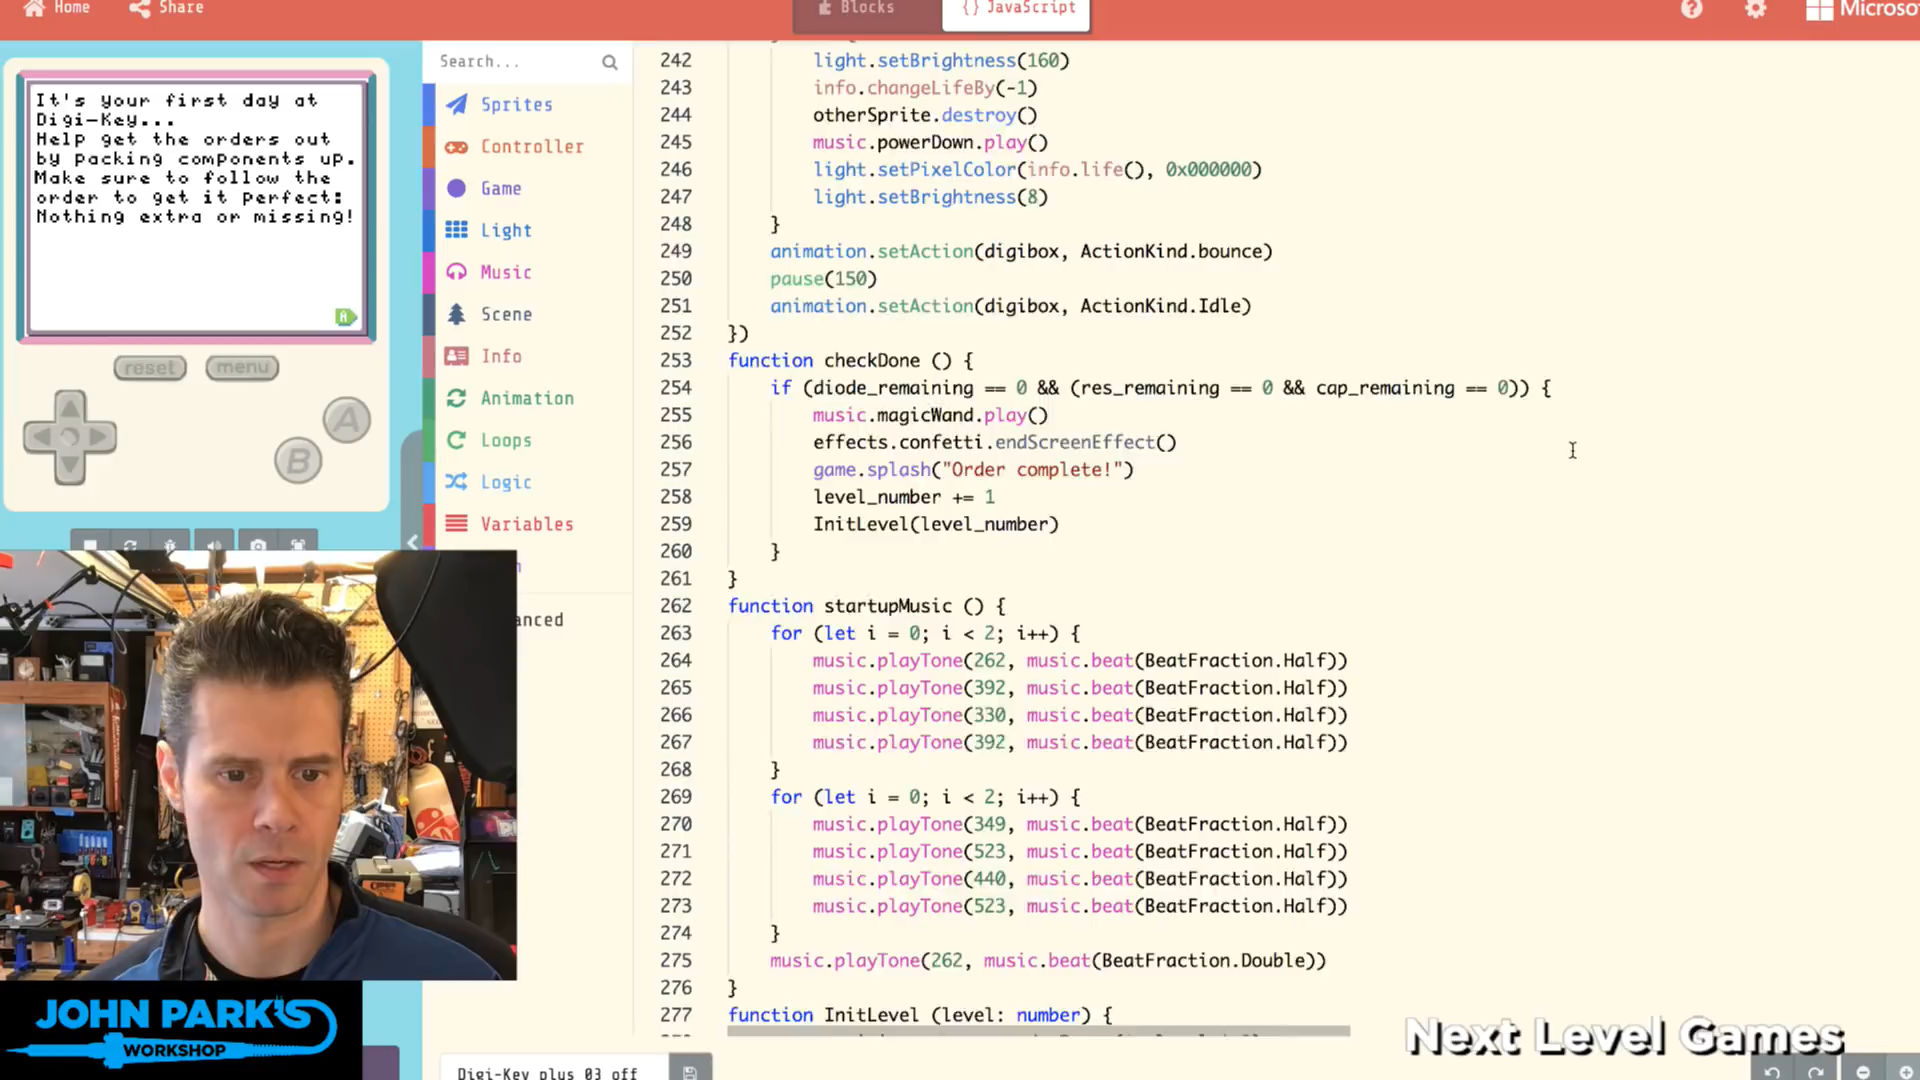 Home
Share
Blocks
{} JavaScript
?
Microso
It's your first day at
Digi-Key...
Help get the orders out
by packing components up.
Make sure to follow the
order to get it perfect:
Nothing extra or missing!
A
reset
menu
A
B
Search...
Sprites
Controller
Game
Light
Music
Scene
Info
Animation
Loops
Logic
Variables
anced
242 light.setBrightness(160)
243 info.changeLifeBy(-1)
244 otherSprite.destroy()
245 music.powerDown.play()
246 light.setPixelColor(info.life(), 0x000000)
247 light.setBrightness(8)
248 }
249 animation.setAction(digibox, ActionKind.bounce)
250 pause(150)
251 animation.setAction(digibox, ActionKind.Idle)
252 })
253 function checkDone () {
254 if (diode_remaining == 0 && (res_remaining == 0 && cap_remaining == 0)) {
255 music.magicWand.play()
256 effects.confetti.endScreenEffect()
257 game.splash("Order complete!")
258 level_number += 1
259 InitLevel(level_number)
260 }
261 }
262 function startupMusic () {
263 for (let i = 0; i < 2; i++) {
264 music.playTone(262, music.beat(BeatFraction.Half))
265 music.playTone(392, music.beat(BeatFraction.Half))
266 music.playTone(330, music.beat(BeatFraction.Half))
267 music.playTone(392, music.beat(BeatFraction.Half))
268 }
269 for (let i = 0; i < 2; i++) {
270 music.playTone(349, music.beat(BeatFraction.Half))
271 music.playTone(523, music.beat(BeatFraction.Half))
272 music.playTone(440, music.beat(BeatFraction.Half))
273 music.playTone(523, music.beat(BeatFraction.Half))
274 }
275 music.playTone(262, music.beat(BeatFraction.Double))
276 }
277 function InitLevel (level: number) {
JOHN PARK'S
WORKSHOP
Digi-Key plus 03 off
Next Level Games